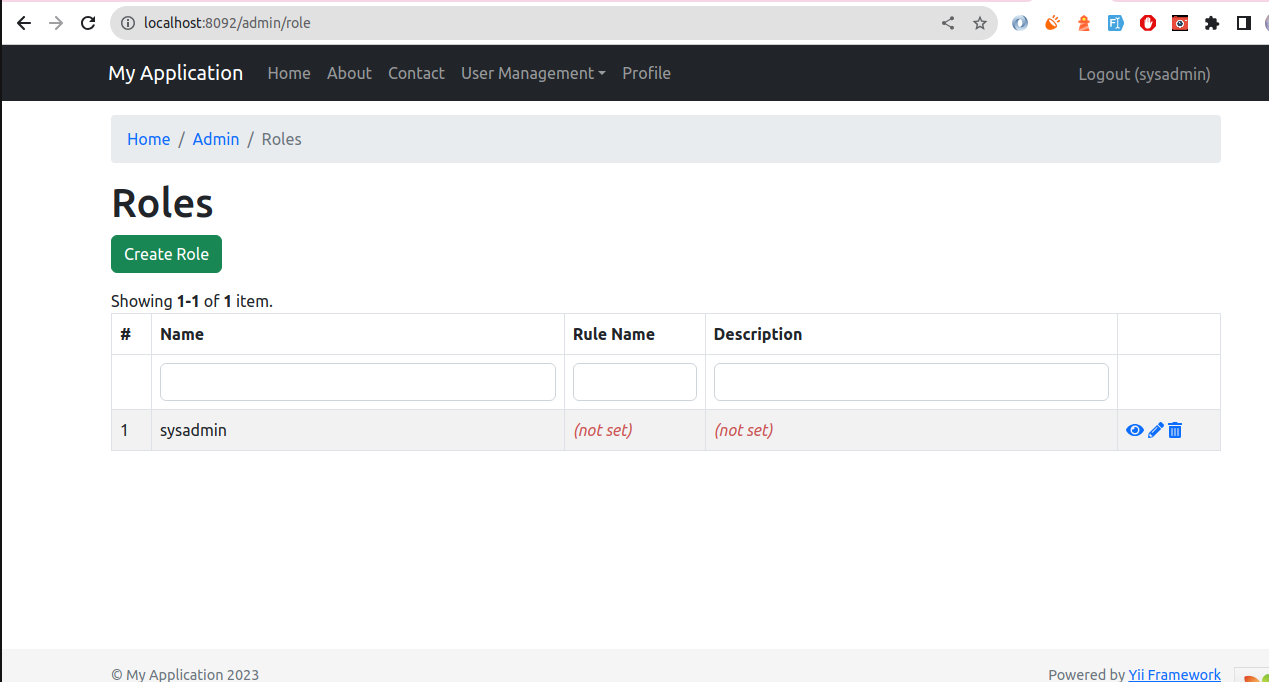 localhost:8092/admin/role
My Application Home About Contact User Management Profile Logout (sysadmin)
Home / Admin / Roles
Roles
Create Role
Showing 1-1 of 1 item.
# Name Rule Name Description
1 sysadmin (not set) (not set)
© My Application 2023 Powered by Yii Framework